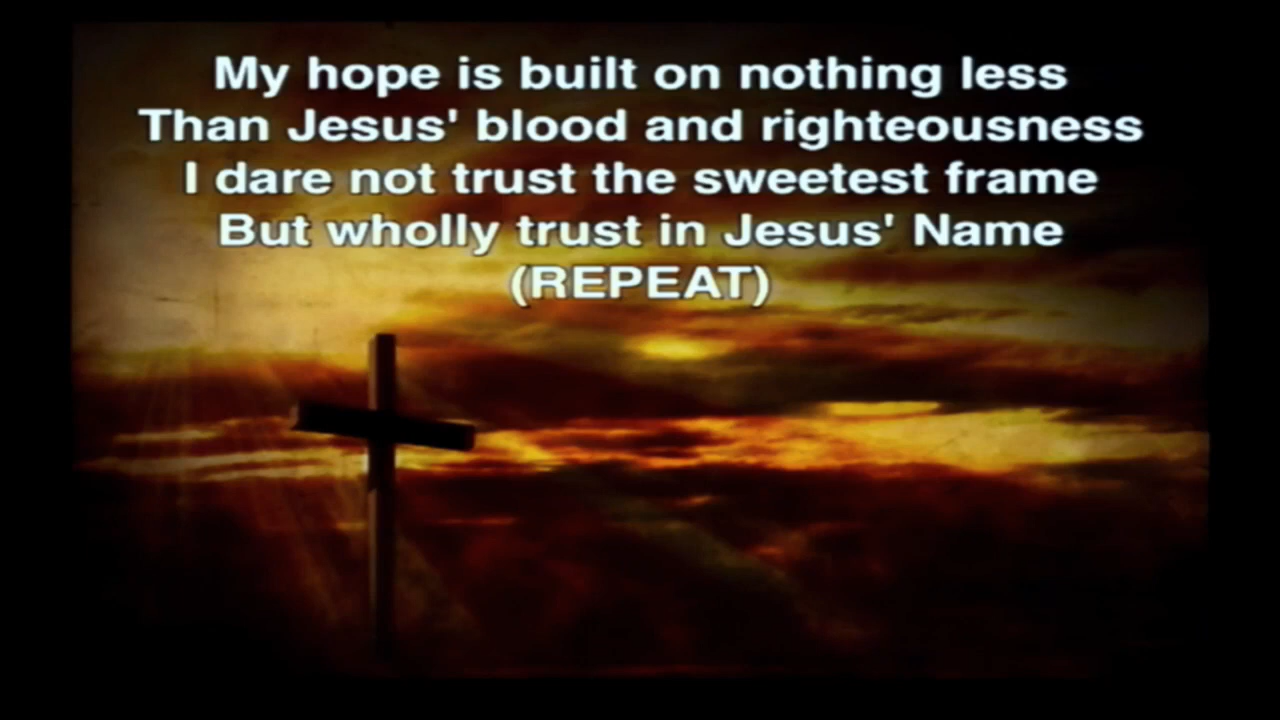 My hope is built on nothing less
Than Jesus' blood and righteousness
I dare not trust the sweetest frame
But wholly trust in Jesus' Name
(REPEAT)